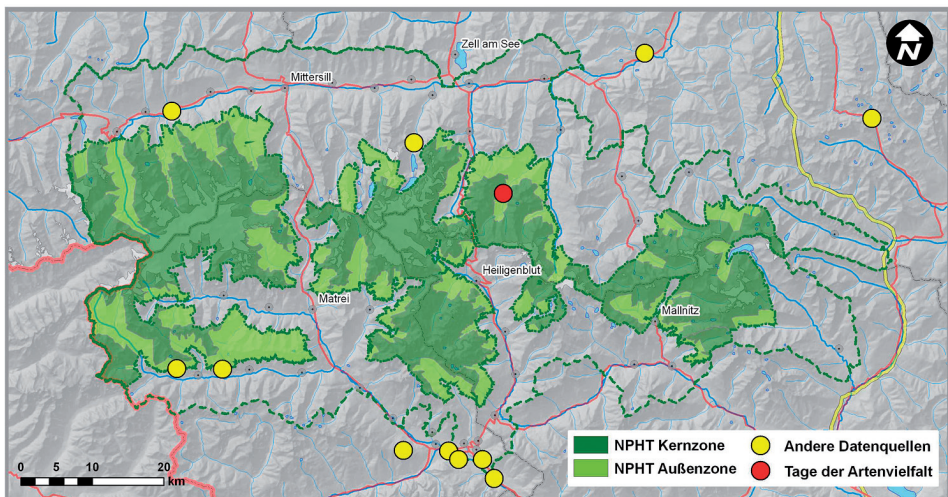 Zell am See
N
Mittersill
Heiligenblut
Matrei
Mallnitz
0 5 10 20
km
NPHT Kernzone
NPHT Außenzone
Andere Datenquellen
Tage der Artenvielfalt